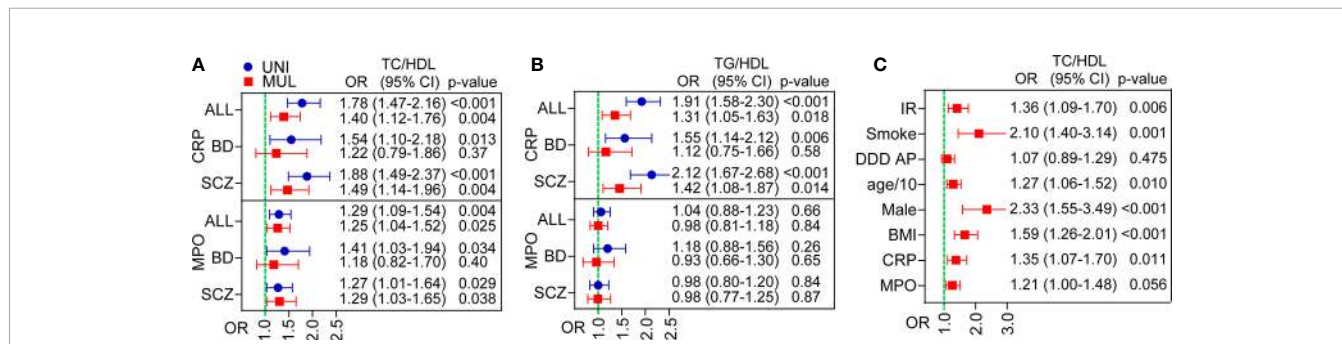 A
UNI
MUL
TC/HDL
OR (95% CI) p-value
CRP
ALL
1.78 (1.47-2.16) <0.001
1.40 (1.12-1.76) 0.004
BD
1.54 (1.10-2.18) 0.013
1.22 (0.79-1.86) 0.37
SCZ
1.88 (1.49-2.37) <0.001
1.49 (1.14-1.96) 0.004
MPO
ALL
1.29 (1.09-1.54) 0.004
1.25 (1.04-1.52) 0.025
BD
1.41 (1.03-1.94) 0.034
1.18 (0.82-1.70) 0.40
SCZ
1.27 (1.01-1.64) 0.029
1.29 (1.03-1.65) 0.038
OR 1.0 1.5 2.0 2.5
B
TG/HDL
OR (95% CI) p-value
CRP
ALL
1.91 (1.58-2.30) <0.001
1.31 (1.05-1.63) 0.018
BD
1.55 (1.14-2.12) 0.006
1.12 (0.75-1.66) 0.58
SCZ
2.12 (1.67-2.68) <0.001
1.42 (1.08-1.87) 0.014
MPO
ALL
1.04 (0.88-1.23) 0.66
0.98 (0.81-1.18) 0.84
BD
1.18 (0.88-1.56) 0.26
0.93 (0.66-1.30) 0.65
SCZ
0.98 (0.80-1.20) 0.84
0.98 (0.77-1.25) 0.87
OR 1.0 1.5 2.0 2.5
C
TC/HDL
OR (95% CI) p-value
IR 1.36 (1.09-1.70) 0.006
Smoke 2.10 (1.40-3.14) 0.001
DDD AP 1.07 (0.89-1.29) 0.475
age/10 1.27 (1.06-1.52) 0.010
Male 2.33 (1.55-3.49) <0.001
BMI 1.59 (1.26-2.01) <0.001
CRP 1.35 (1.07-1.70) 0.011
MPO 1.21 (1.00-1.48) 0.056
OR 1.0 2.0 3.0